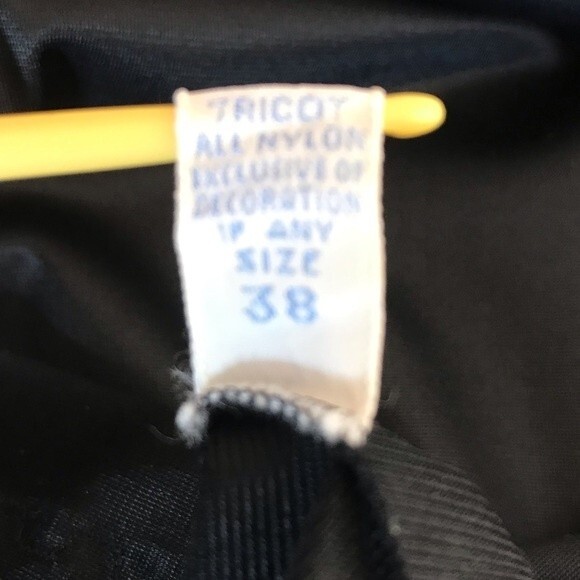 TRICOT
ALL NYLON
EXCLUSIVE OF
DECORATION
IF ANY
SIZE
38